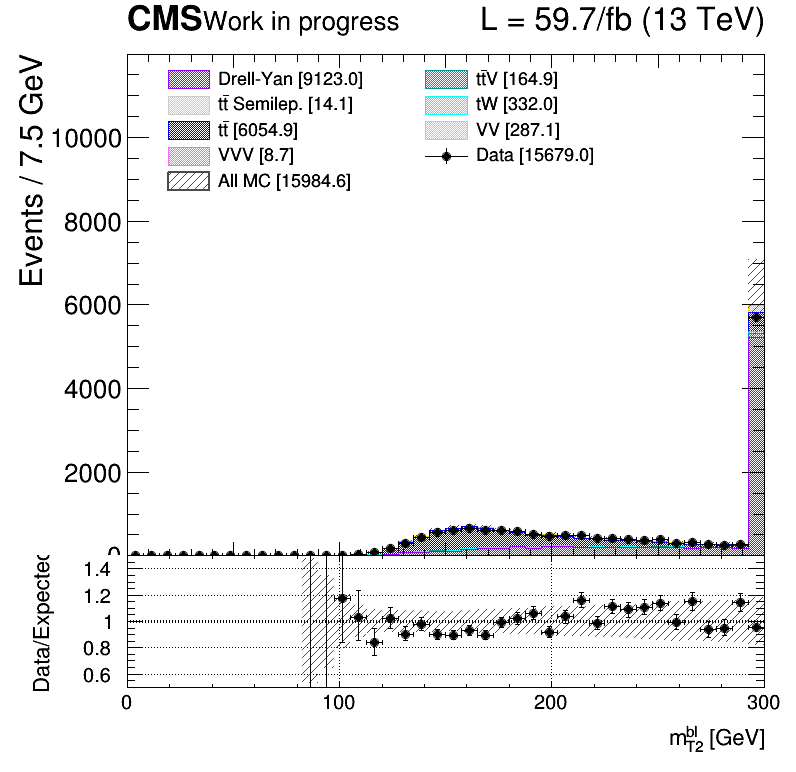 CMS Work in progress L = 59.7/fb (13 TeV)
Events / 7.5 GeV
10000
8000
6000
4000
2000
0
Drell-Yan [9123.0]
tt̄ Semilep. [14.1]
tt̄ [6054.9]
VVV [8.7]
All MC [15984.6]
tt̄V [164.9]
tW [332.0]
VV [287.1]
Data [15679.0]
Data/Expected
1.4
1.2
1
0.8
0.6
0 100 200 300
m_{T2}^{bl} [GeV]